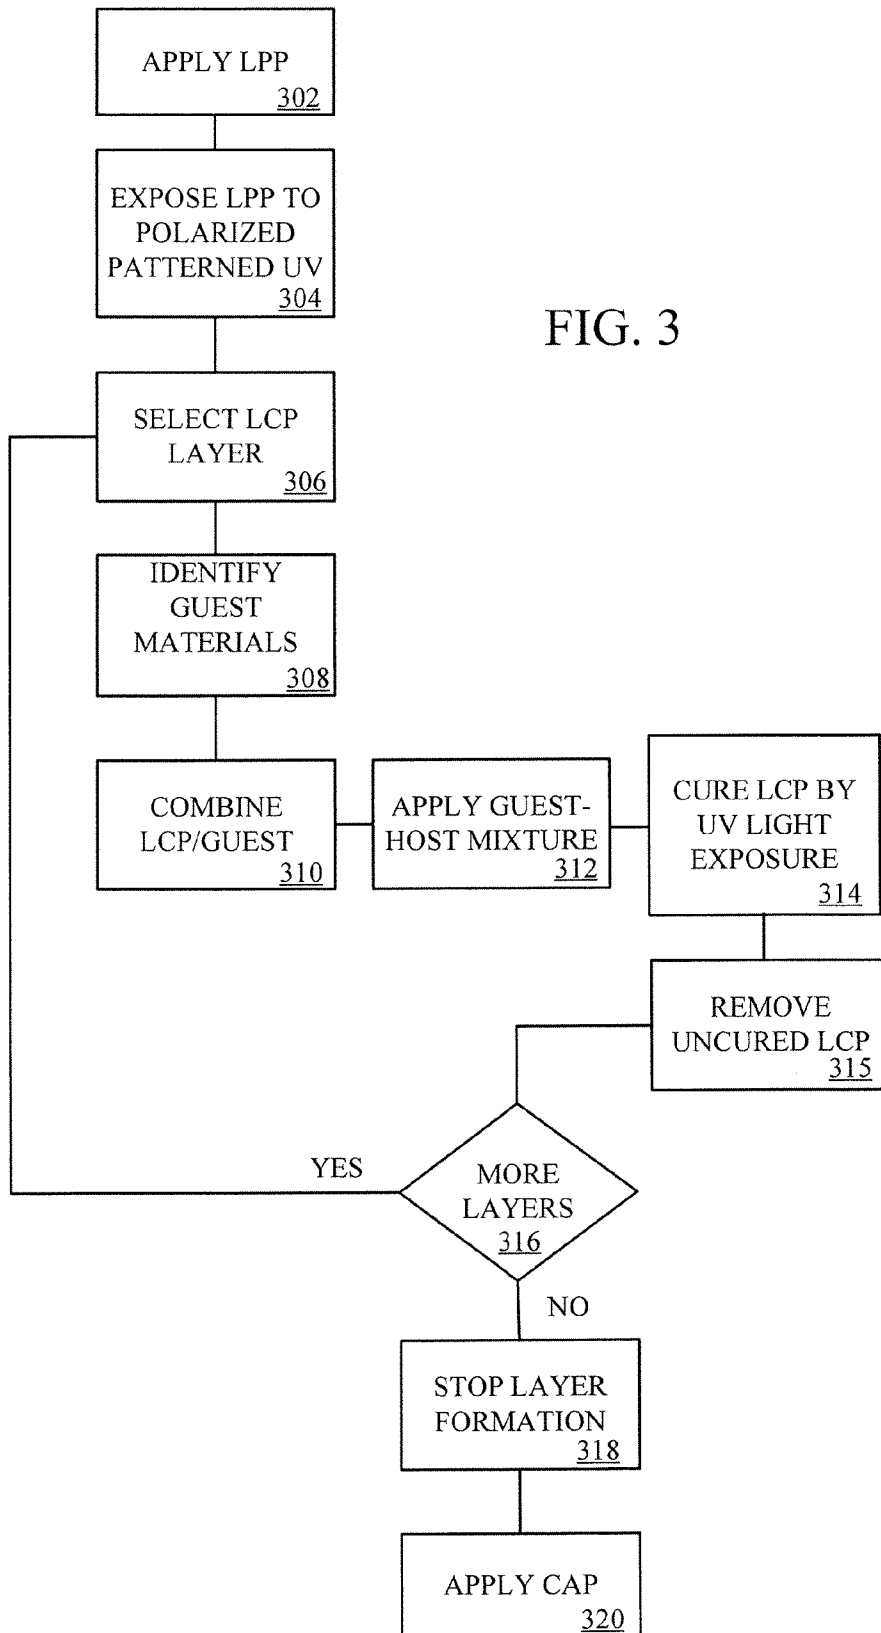 APPLY LPP
302
EXPOSE LPP TO
POLARIZED
PATTERNED UV
304
FIG. 3
SELECT LCP
LAYER
306
IDENTIFY
GUEST
MATERIALS
308
COMBINE
LCP/GUEST
310
APPLY GUEST-
HOST MIXTURE
312
CURE LCP BY
UV LIGHT
EXPOSURE
314
REMOVE
UNCURED LCP
315
YES
MORE
LAYERS
316
NO
STOP LAYER
FORMATION
318
APPLY CAP
320